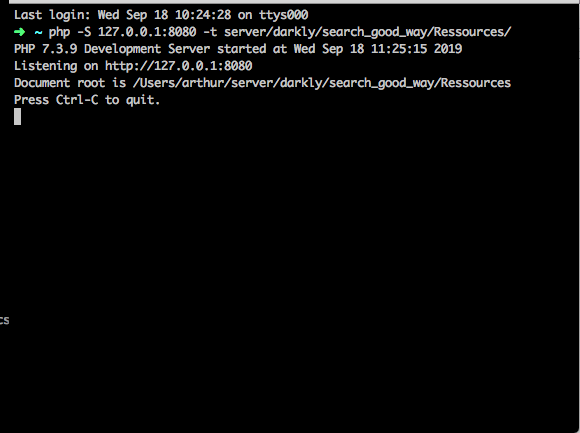 Last login: Wed Sep 18 10:24:28 on ttys000
➜ ~ php -S 127.0.0.1:8080 -t server/darkly/search_good_way/Ressources/
PHP 7.3.9 Development Server started at Wed Sep 18 11:25:15 2019
Listening on http://127.0.0.1:8080
Document root is /Users/arthur/server/darkly/search_good_way/Ressources
Press Ctrl-C to quit.
cs